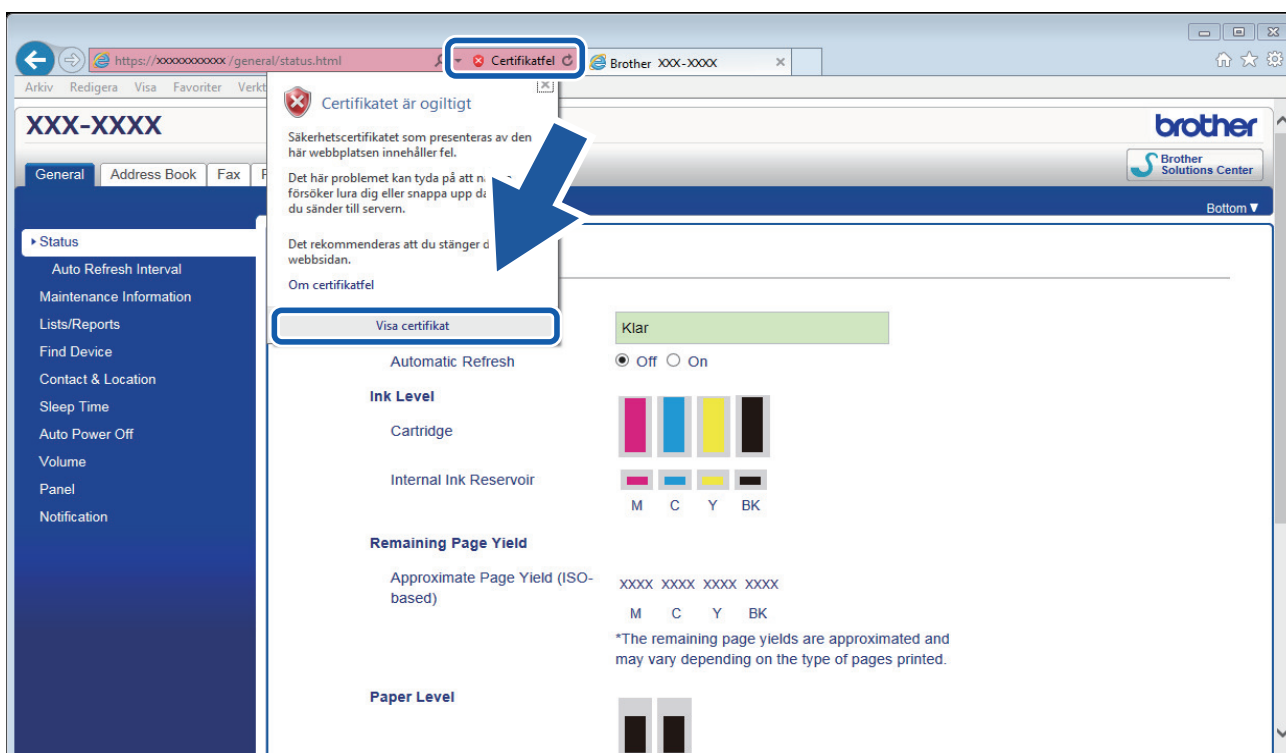 https://xxxxxxxxxxx /general/status.html
Certifikatfel
Brother XXX-XXXX
Arkiv Redigera Visa Favoriter
Certifikatet är ogiltigt
Säkerhetscertifikatet som presenteras av den
här webbplatsen innehåller fel.
Det här problemet kan tyda på att
försöker lura dig eller snappa upp
du sänder till servern.
Det rekommenderas att du stänger
webbsidan.
Om certifikatfel
Visa certifikat
XXX-XXXX
brother
General Address Book Fax
Brother
Solutions Center
Bottom▼
Status
Auto Refresh Interval
Maintenance Information
Lists/Reports
Find Device
Contact & Location
Sleep Time
Auto Power Off
Volume
Panel
Notification
Klar
Automatic Refresh Off On
Ink Level
Cartridge
Internal Ink Reservoir
M C Y BK
Remaining Page Yield
Approximate Page Yield (ISO-
based)
XXXX XXXX XXXX XXXX
M C Y BK
*The remaining page yields are approximated and
may vary depending on the type of pages printed.
Paper Level